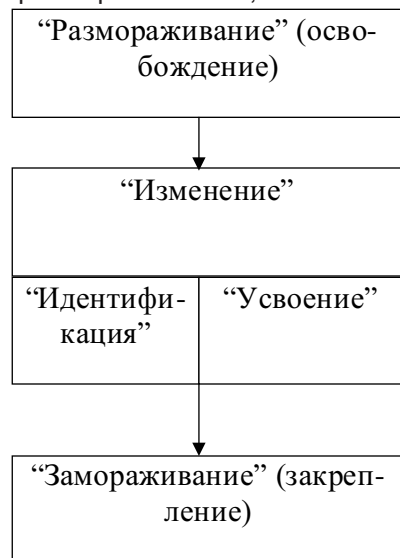 “Размораживание” (осво-
бождение)
“Изменение”
“Идентифи-
кация”
“Усвоение”
“Замораживание” (закреп-
ление)